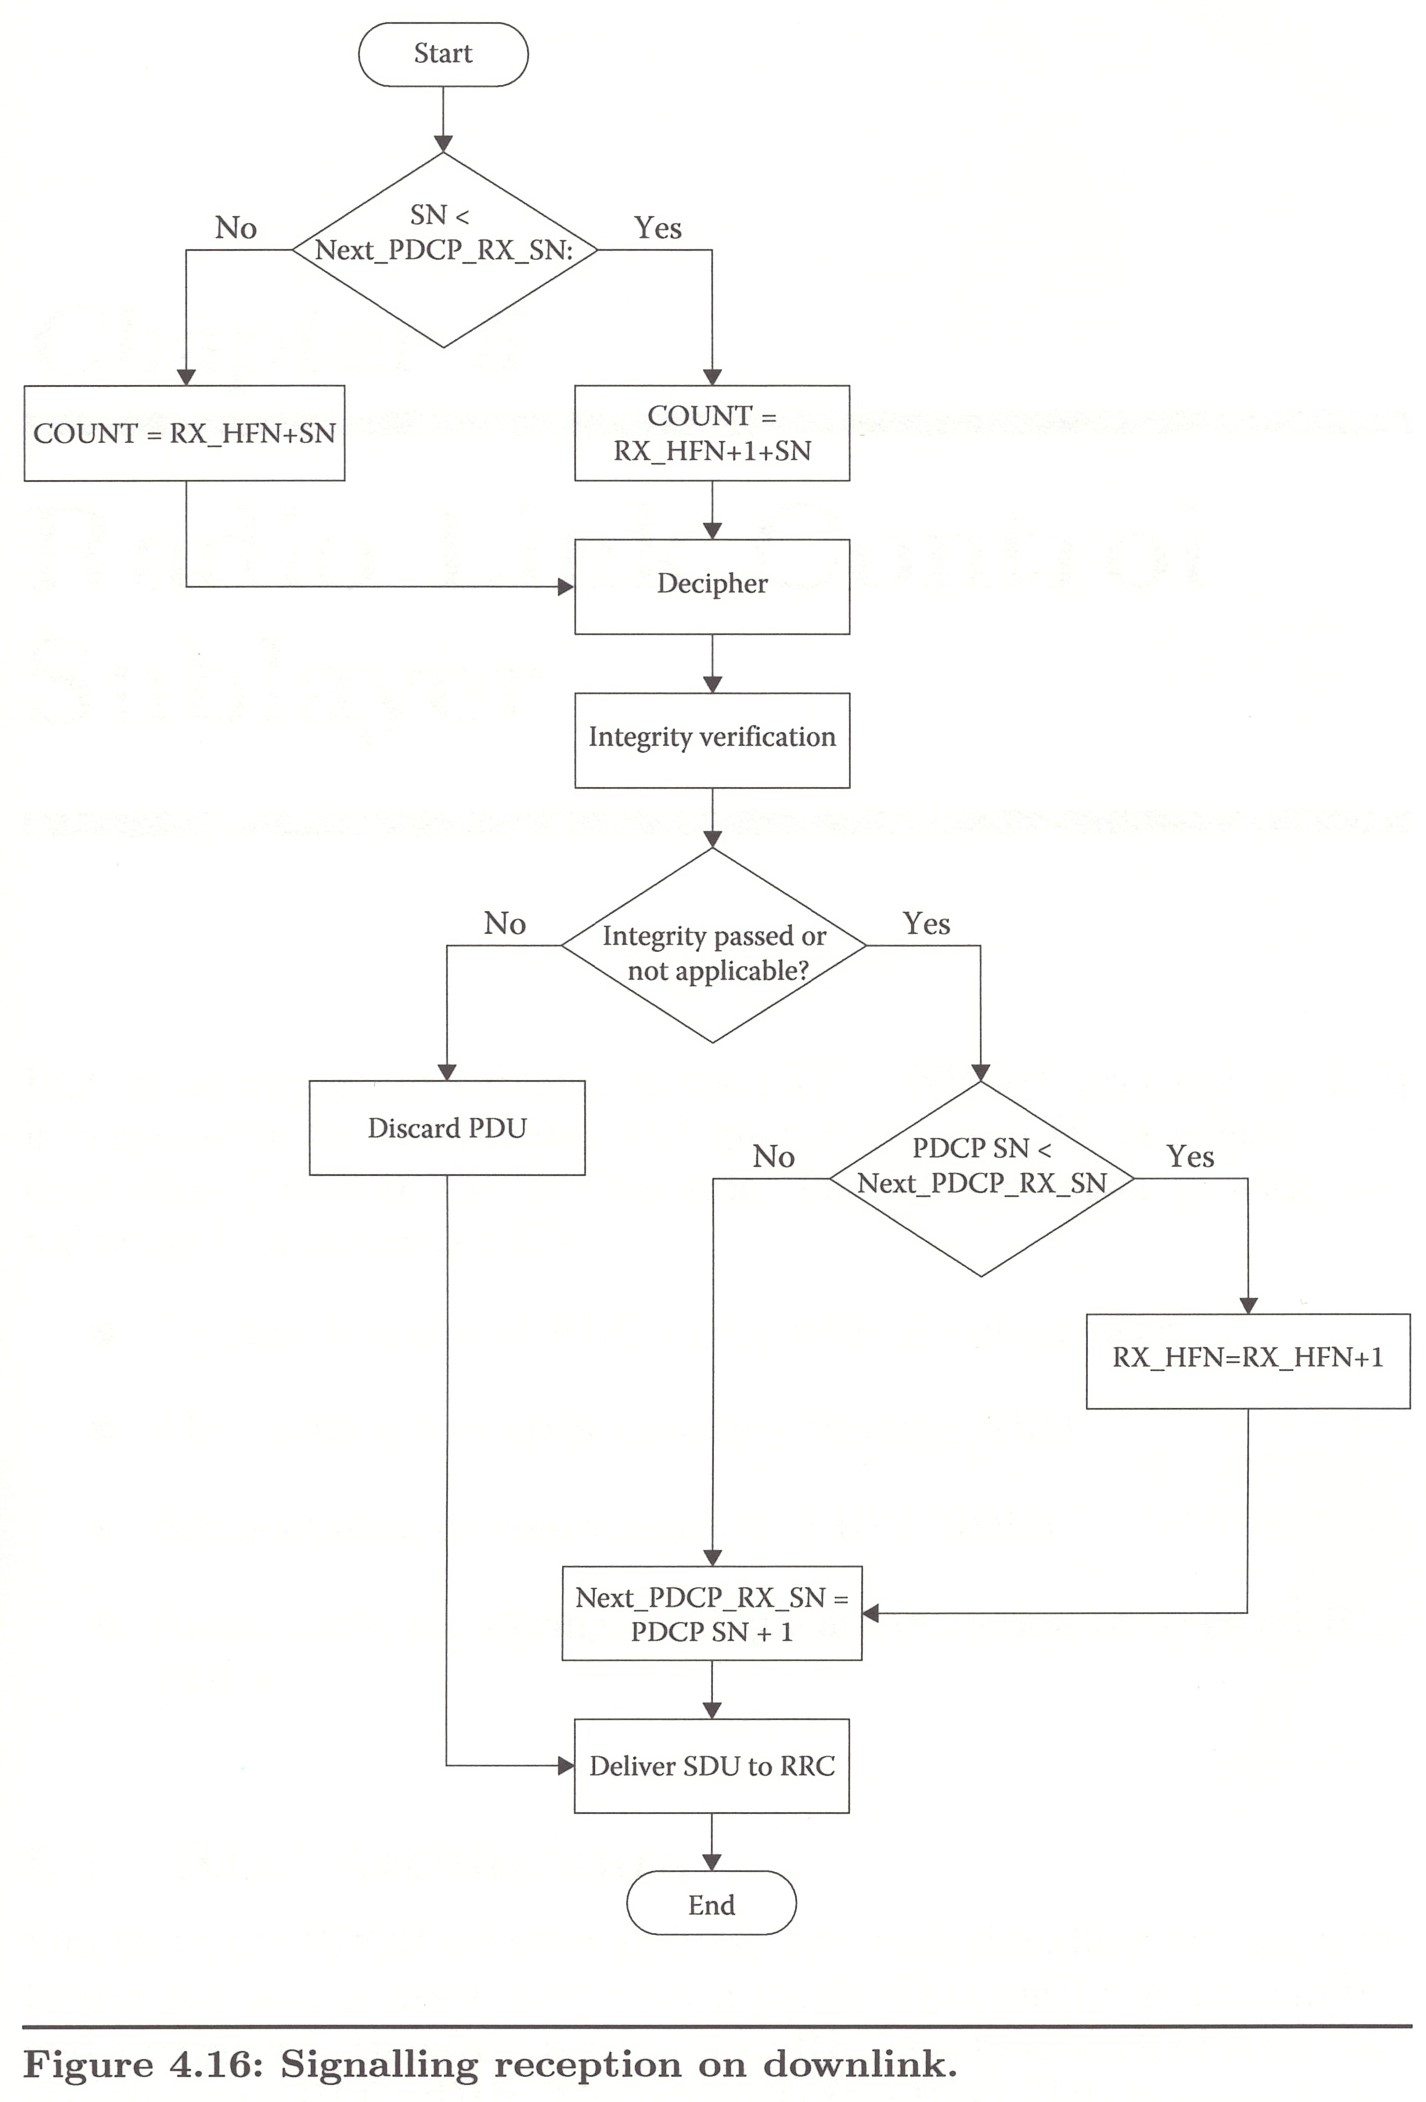 Start
SN <
Next_PDCP_RX_SN:
No
Yes
COUNT = RX_HFN+SN
COUNT =
RX_HFN+1+SN
Decipher
Integrity verification
Integrity passed or
not applicable?
No
Yes
Discard PDU
PDCP SN <
Next_PDCP_RX_SN
No
Yes
RX_HFN=RX_HFN+1
Next_PDCP_RX_SN =
PDCP SN + 1
Deliver SDU to RRC
End
Figure 4.16: Signalling reception on downlink.